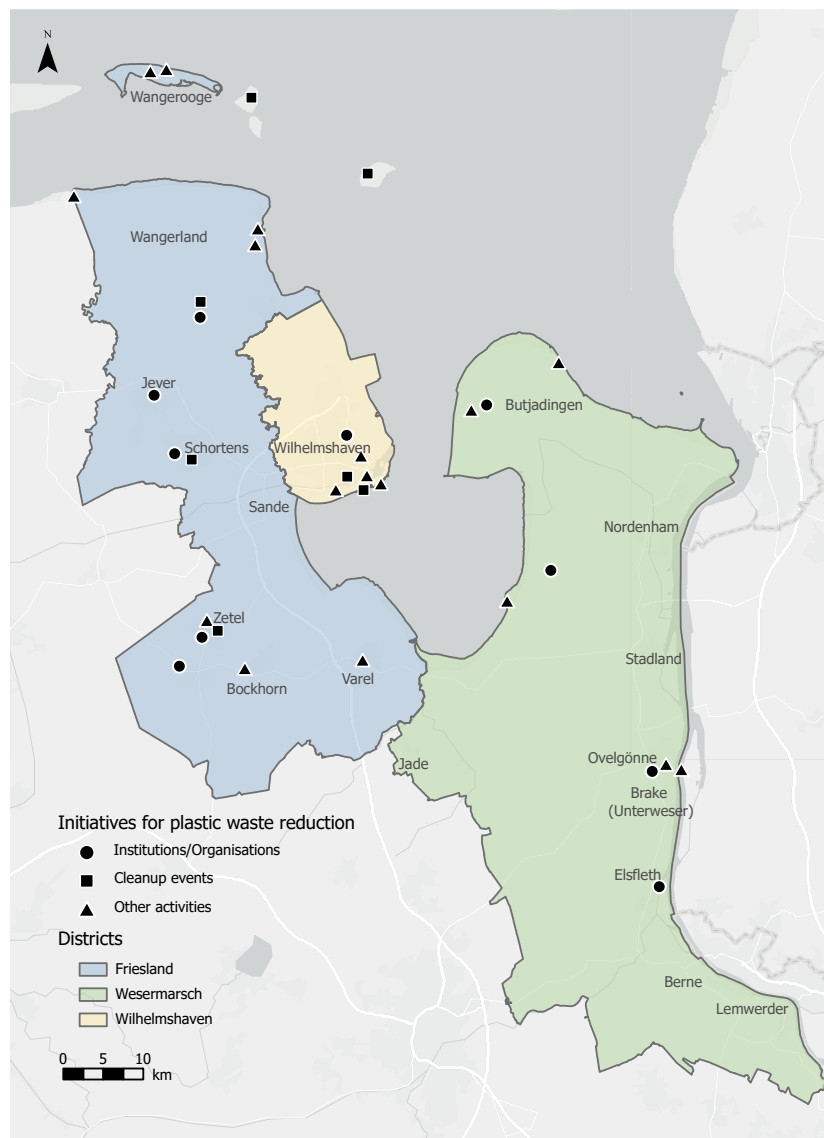 N
Wangerooge
Wangerland
Jever
Schortens
Wilhelmshaven
Butjadingen
Sande
Nordenham
Zetel
Stadland
Bockhorn
Varel
Jade
Ovelgönne
Brake
(Unterweser)
Elsfleth
Berne
Lemwerder
Initiatives for plastic waste reduction
Institutions/Organisations
Cleanup events
Other activities
Districts
Friesland
Wesermarsch
Wilhelmshaven
0 5 10
km